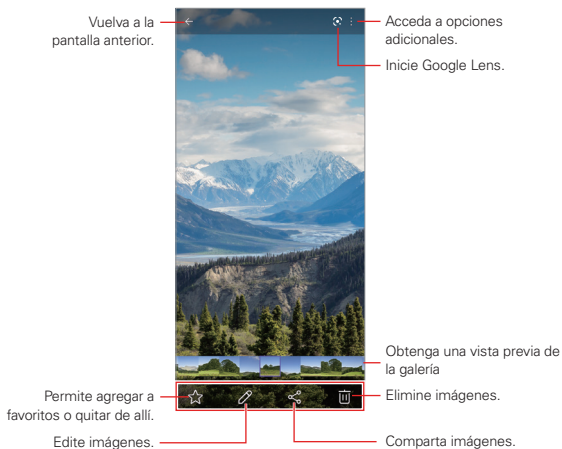 Vuelva a la
pantalla anterior.
Acceda a opciones
adicionales.
Inicie Google Lens.
Obtenga una vista previa de
la galería
Permite agregar a
favoritos o quitar de allí.
Elimine imágenes.
Edite imágenes.
Comparta imágenes.